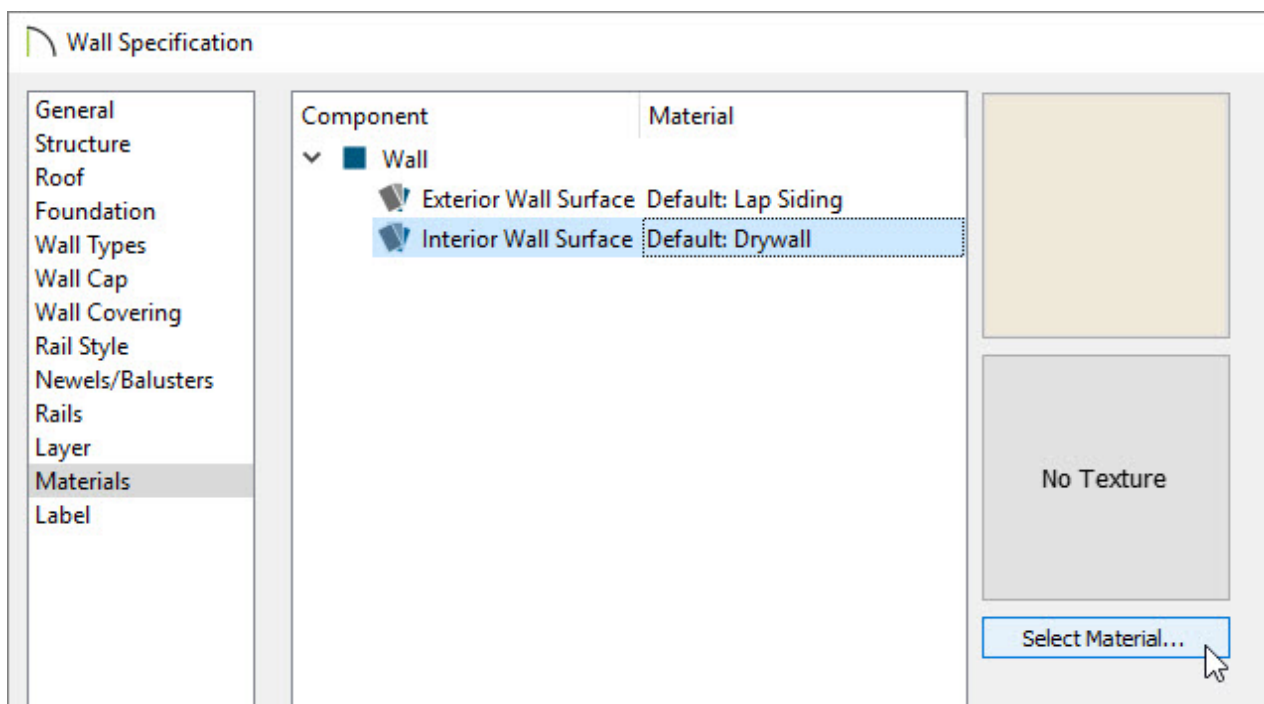 Wall Specification
General
Structure
Roof
Foundation
Wall Types
Wall Cap
Wall Covering
Rail Style
Newels/Balusters
Rails
Layer
Materials
Label
Component Material
Wall
Exterior Wall Surface Default: Lap Siding
Interior Wall Surface Default: Drywall
No Texture
Select Material...